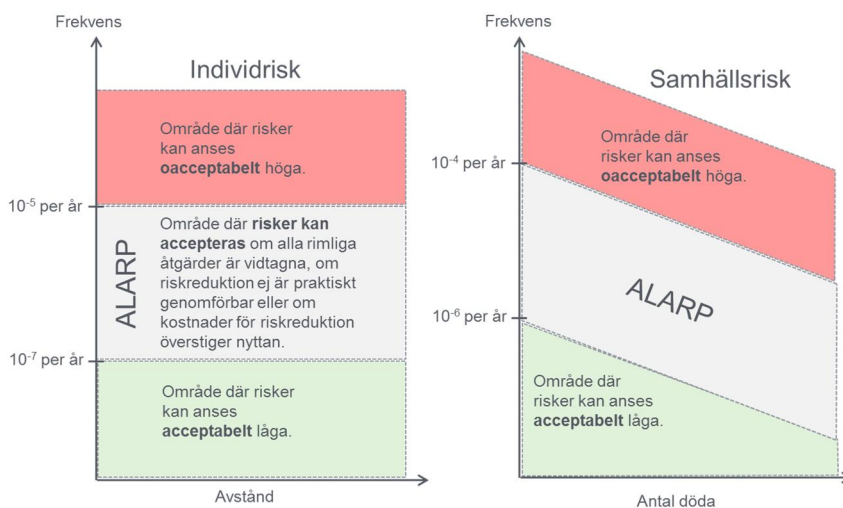 Frekvens
Individrisk
Område där risker
kan anses
oacceptabelt höga.
10-5 per år
ALARP
Område där risker kan
accepteras om alla rimliga
åtgärder är vidtagna, om
riskreduktion ej är praktiskt
genomförbar eller om
kostnader för riskreduktion
överstiger nyttan.
10-7 per år
Område där risker
kan anses
acceptabelt låga.
Avstånd
Frekvens
Samhällsrisk
Område där
risker kan anses
oacceptabelt höga.
10-4 per år
ALARP
10-6 per år
Område där
risker kan anses
acceptabelt låga.
Antal döda